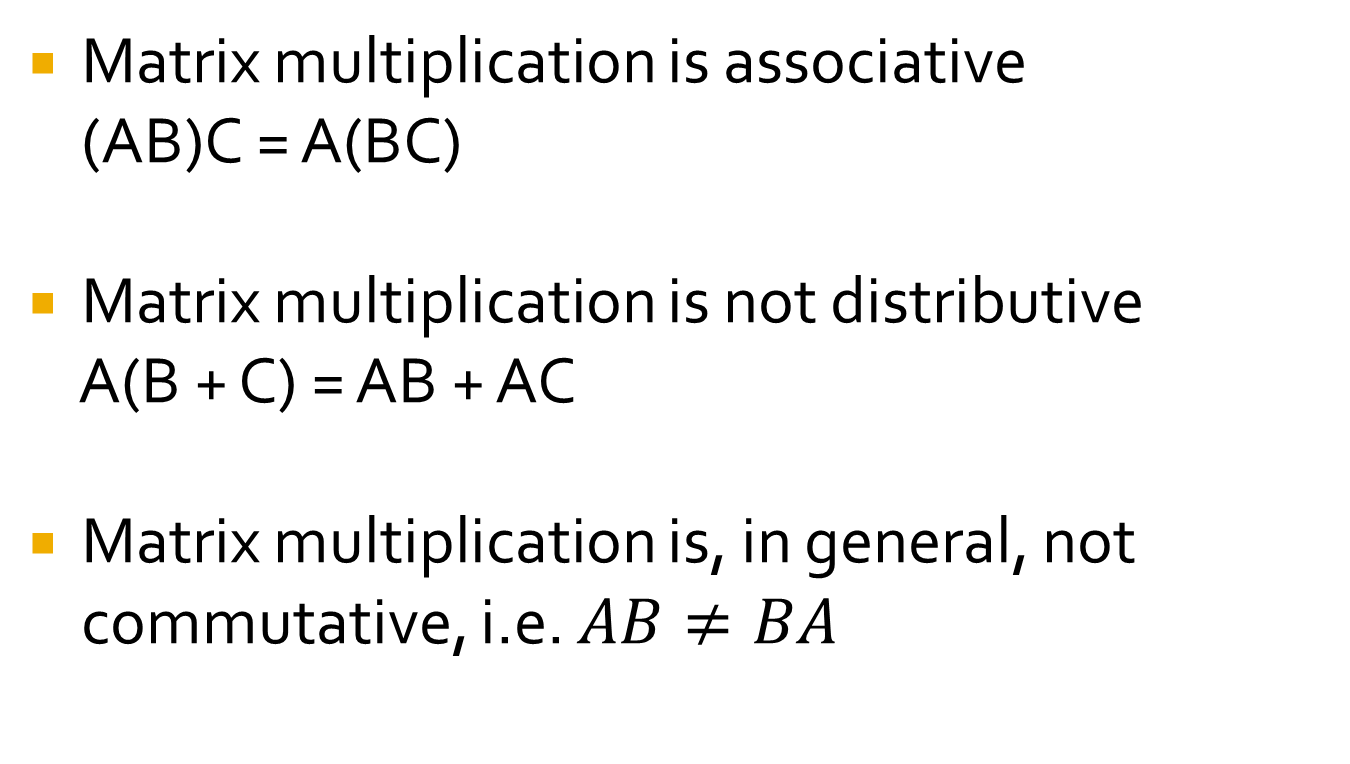 Matrix multiplication is associative
(AB)C = A(BC)
Matrix multiplication is not distributive
A(B + C) = AB + AC
Matrix multiplication is, in general, not
commutative, i.e. 𝐴𝐵 ≠ 𝐵𝐴